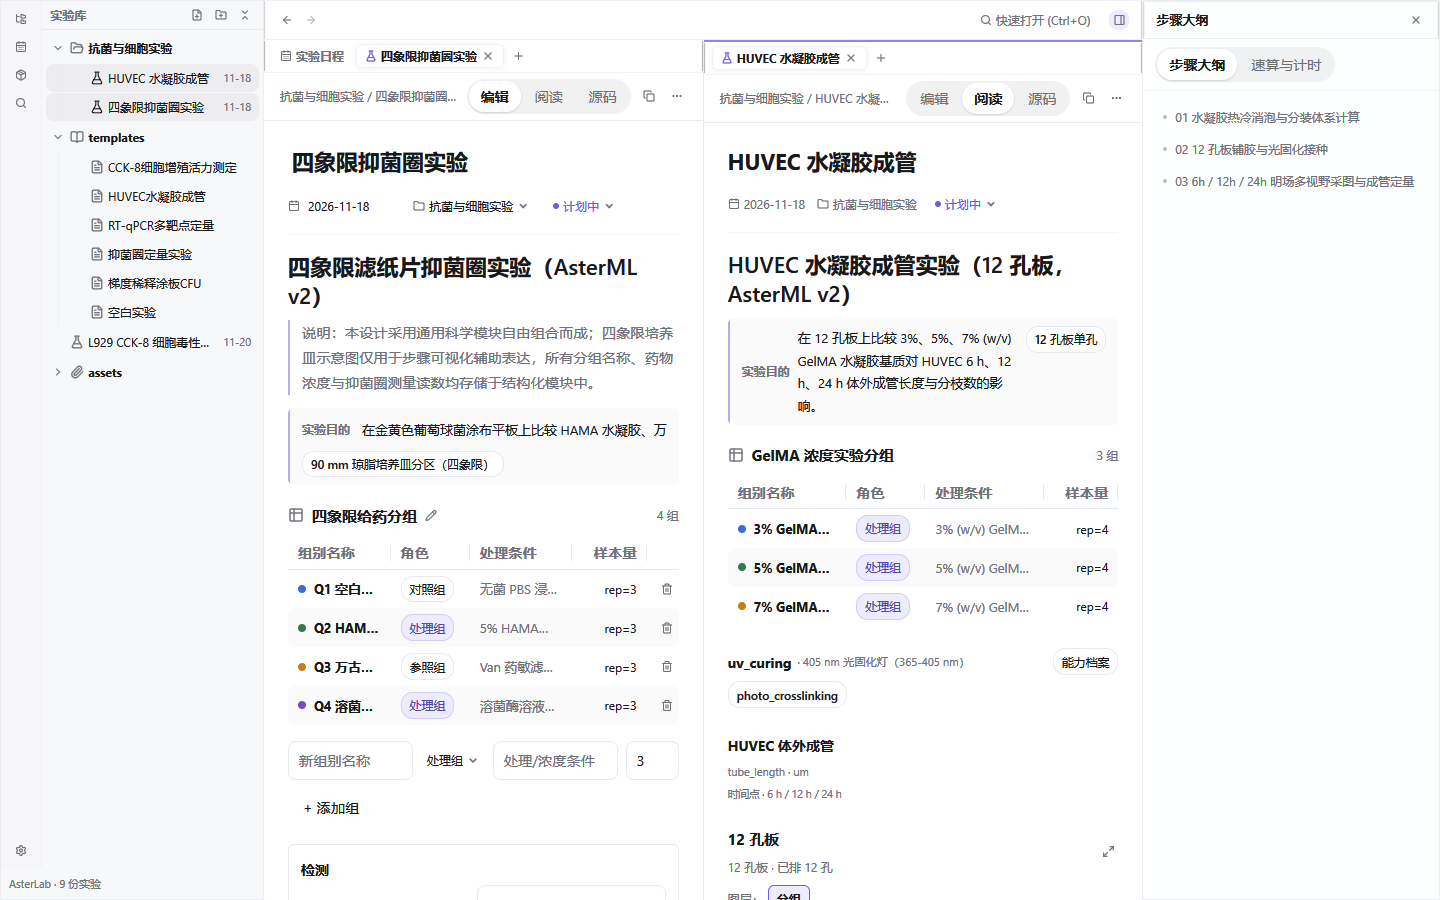 实验库
抗菌与细胞实验
HUVEC 水凝胶成管 11-18
四象限抑菌圈实验 11-18
templates
CCK-8细胞增殖活力测定
HUVEC水凝胶成管
RT-qPCR多靶点定量
抑菌圈定量实验
梯度稀释涂板CFU
空白实验
L929 CCK-8 细胞毒性... 11-20
assets
AsterLab · 9 份实验
快速打开 (Ctrl+O)
实验日程
四象限抑菌圈实验
抗菌与细胞实验 / 四象限抑菌圈...
编辑 阅读 源码
四象限抑菌圈实验
2026-11-18 抗菌与细胞实验 计划中
四象限滤纸片抑菌圈实验（AsterML
v2）
说明：本设计采用通用科学模块自由组合而成；四象限培养
皿示意图仅用于步骤可视化辅助表达，所有分组名称、药物
浓度与抑菌圈测量读数均存储于结构化模块中。
实验目的 在金黄色葡萄球菌涂布平板上比较 HAMA 水凝胶、万
90 mm 琼脂培养皿分区（四象限）
四象限给药分组 4 组
组别名称 角色 处理条件 样本量
Q1 空白... 对照组 无菌 PBS 浸... rep=3
Q2 HAM... 处理组 5% HAMA... rep=3
Q3 万古... 参照组 Van 药敏滤... rep=3
Q4 溶菌... 处理组 溶菌酶溶液... rep=3
新组别名称 处理组 处理/浓度条件 3
+ 添加组
检测
HUVEC 水凝胶成管
抗菌与细胞实验 / HUVEC 水凝...
编辑 阅读 源码
HUVEC 水凝胶成管
2026-11-18 抗菌与细胞实验 计划中
HUVEC 水凝胶成管实验（12 孔板，
AsterML v2）
实验目的
在 12 孔板上比较 3%、5%、7% (w/v)
GelMA 水凝胶基质对 HUVEC 6 h、12
h、24 h 体外成管长度与分枝数的影
响。
12 孔板单孔
GelMA 浓度实验分组 3 组
组别名称 角色 处理条件 样本量
3% GelMA... 处理组 3% (w/v) GelM... rep=4
5% GelMA... 处理组 5% (w/v) GelM... rep=4
7% GelMA... 处理组 7% (w/v) GelM... rep=4
uv_curing · 405 nm 光固化灯（365-405 nm） 能力档案
photo_crosslinking
HUVEC 体外成管
tube_length · um
时间点 · 6 h / 12 h / 24 h
12 孔板
12 孔板 · 已排 12 孔
图层： 分组
步骤大纲
步骤大纲 速算与计时
01 水凝胶热冷消泡与分装体系计算
02 12 孔板铺胶与光固化接种
03 6h / 12h / 24h 明场多视野采图与成管定量